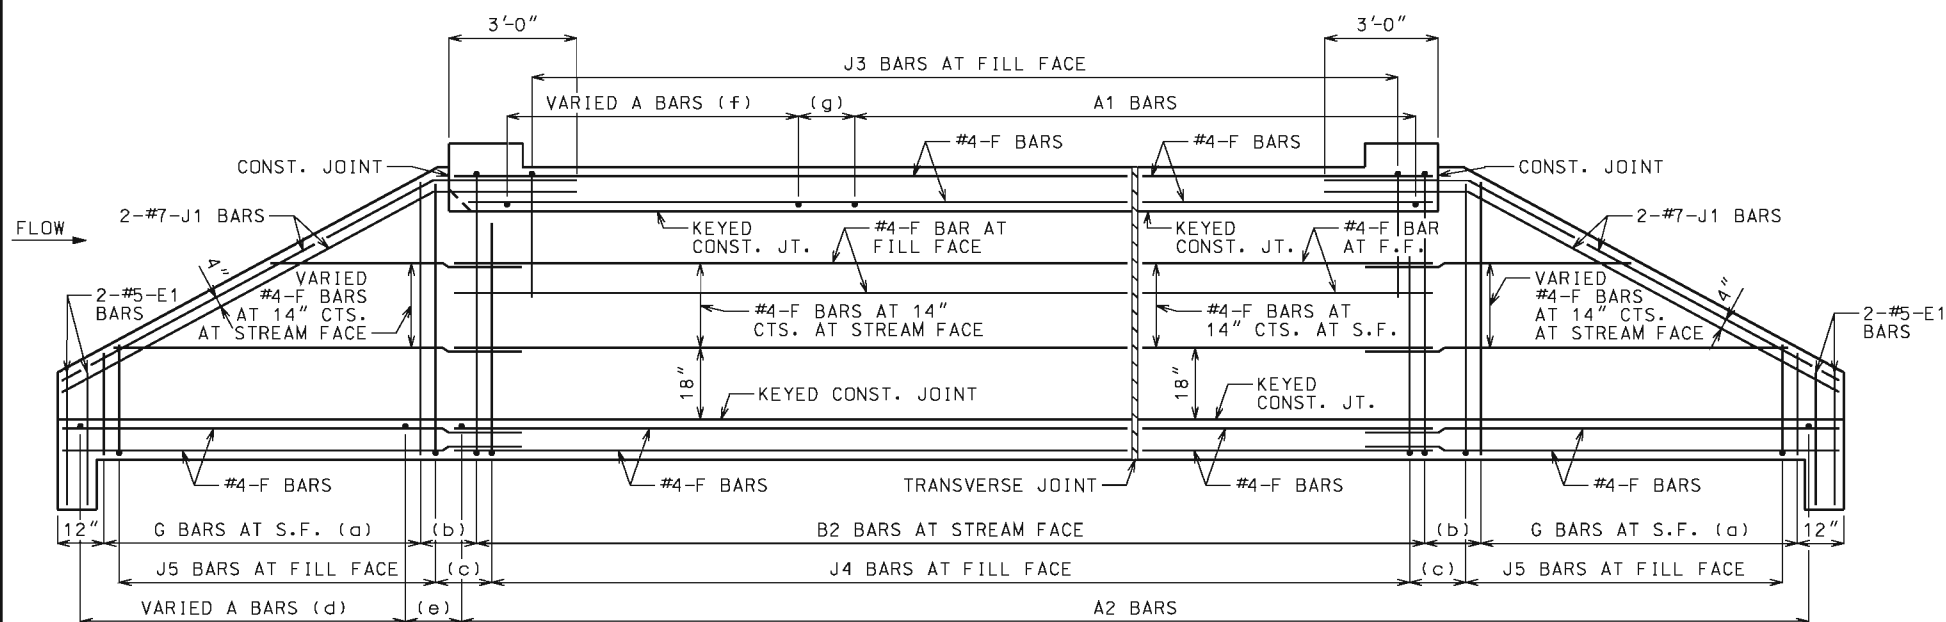 3'-0"
3'-0"
J3 BARS AT FILL FACE
VARIED A BARS (f)
(g)
A1 BARS
#4-F BARS
#4-F BARS
CONST. JOINT
CONST. JOINT
2-#7-J1 BARS
2-#7-J1 BARS
FLOW
KEYED
CONST. JT.
#4-F BAR AT
FILL FACE
KEYED
CONST. JT.
#4-F BAR
AT F.F.
4"
VARIED
#4-F BARS
AT 14" CTS.
AT STREAM FACE
2-#5-E1
BARS
#4-F BARS AT 14"
CTS. AT STREAM FACE
#4-F BARS AT
14" CTS. AT S.F.
VARIED
#4-F BARS
AT 14" CTS.
AT STREAM FACE
4"
2-#5-E1
BARS
18"
KEYED CONST. JOINT
18"
KEYED
CONST. JT.
#4-F BARS
#4-F BARS
TRANSVERSE JOINT
#4-F BARS
#4-F BARS
12"
G BARS AT S.F. (a)
(b)
B2 BARS AT STREAM FACE
(b)
G BARS AT S.F. (a)
12"
J5 BARS AT FILL FACE
(c)
J4 BARS AT FILL FACE
(c)
J5 BARS AT FILL FACE
VARIED A BARS (d)
(e)
A2 BARS